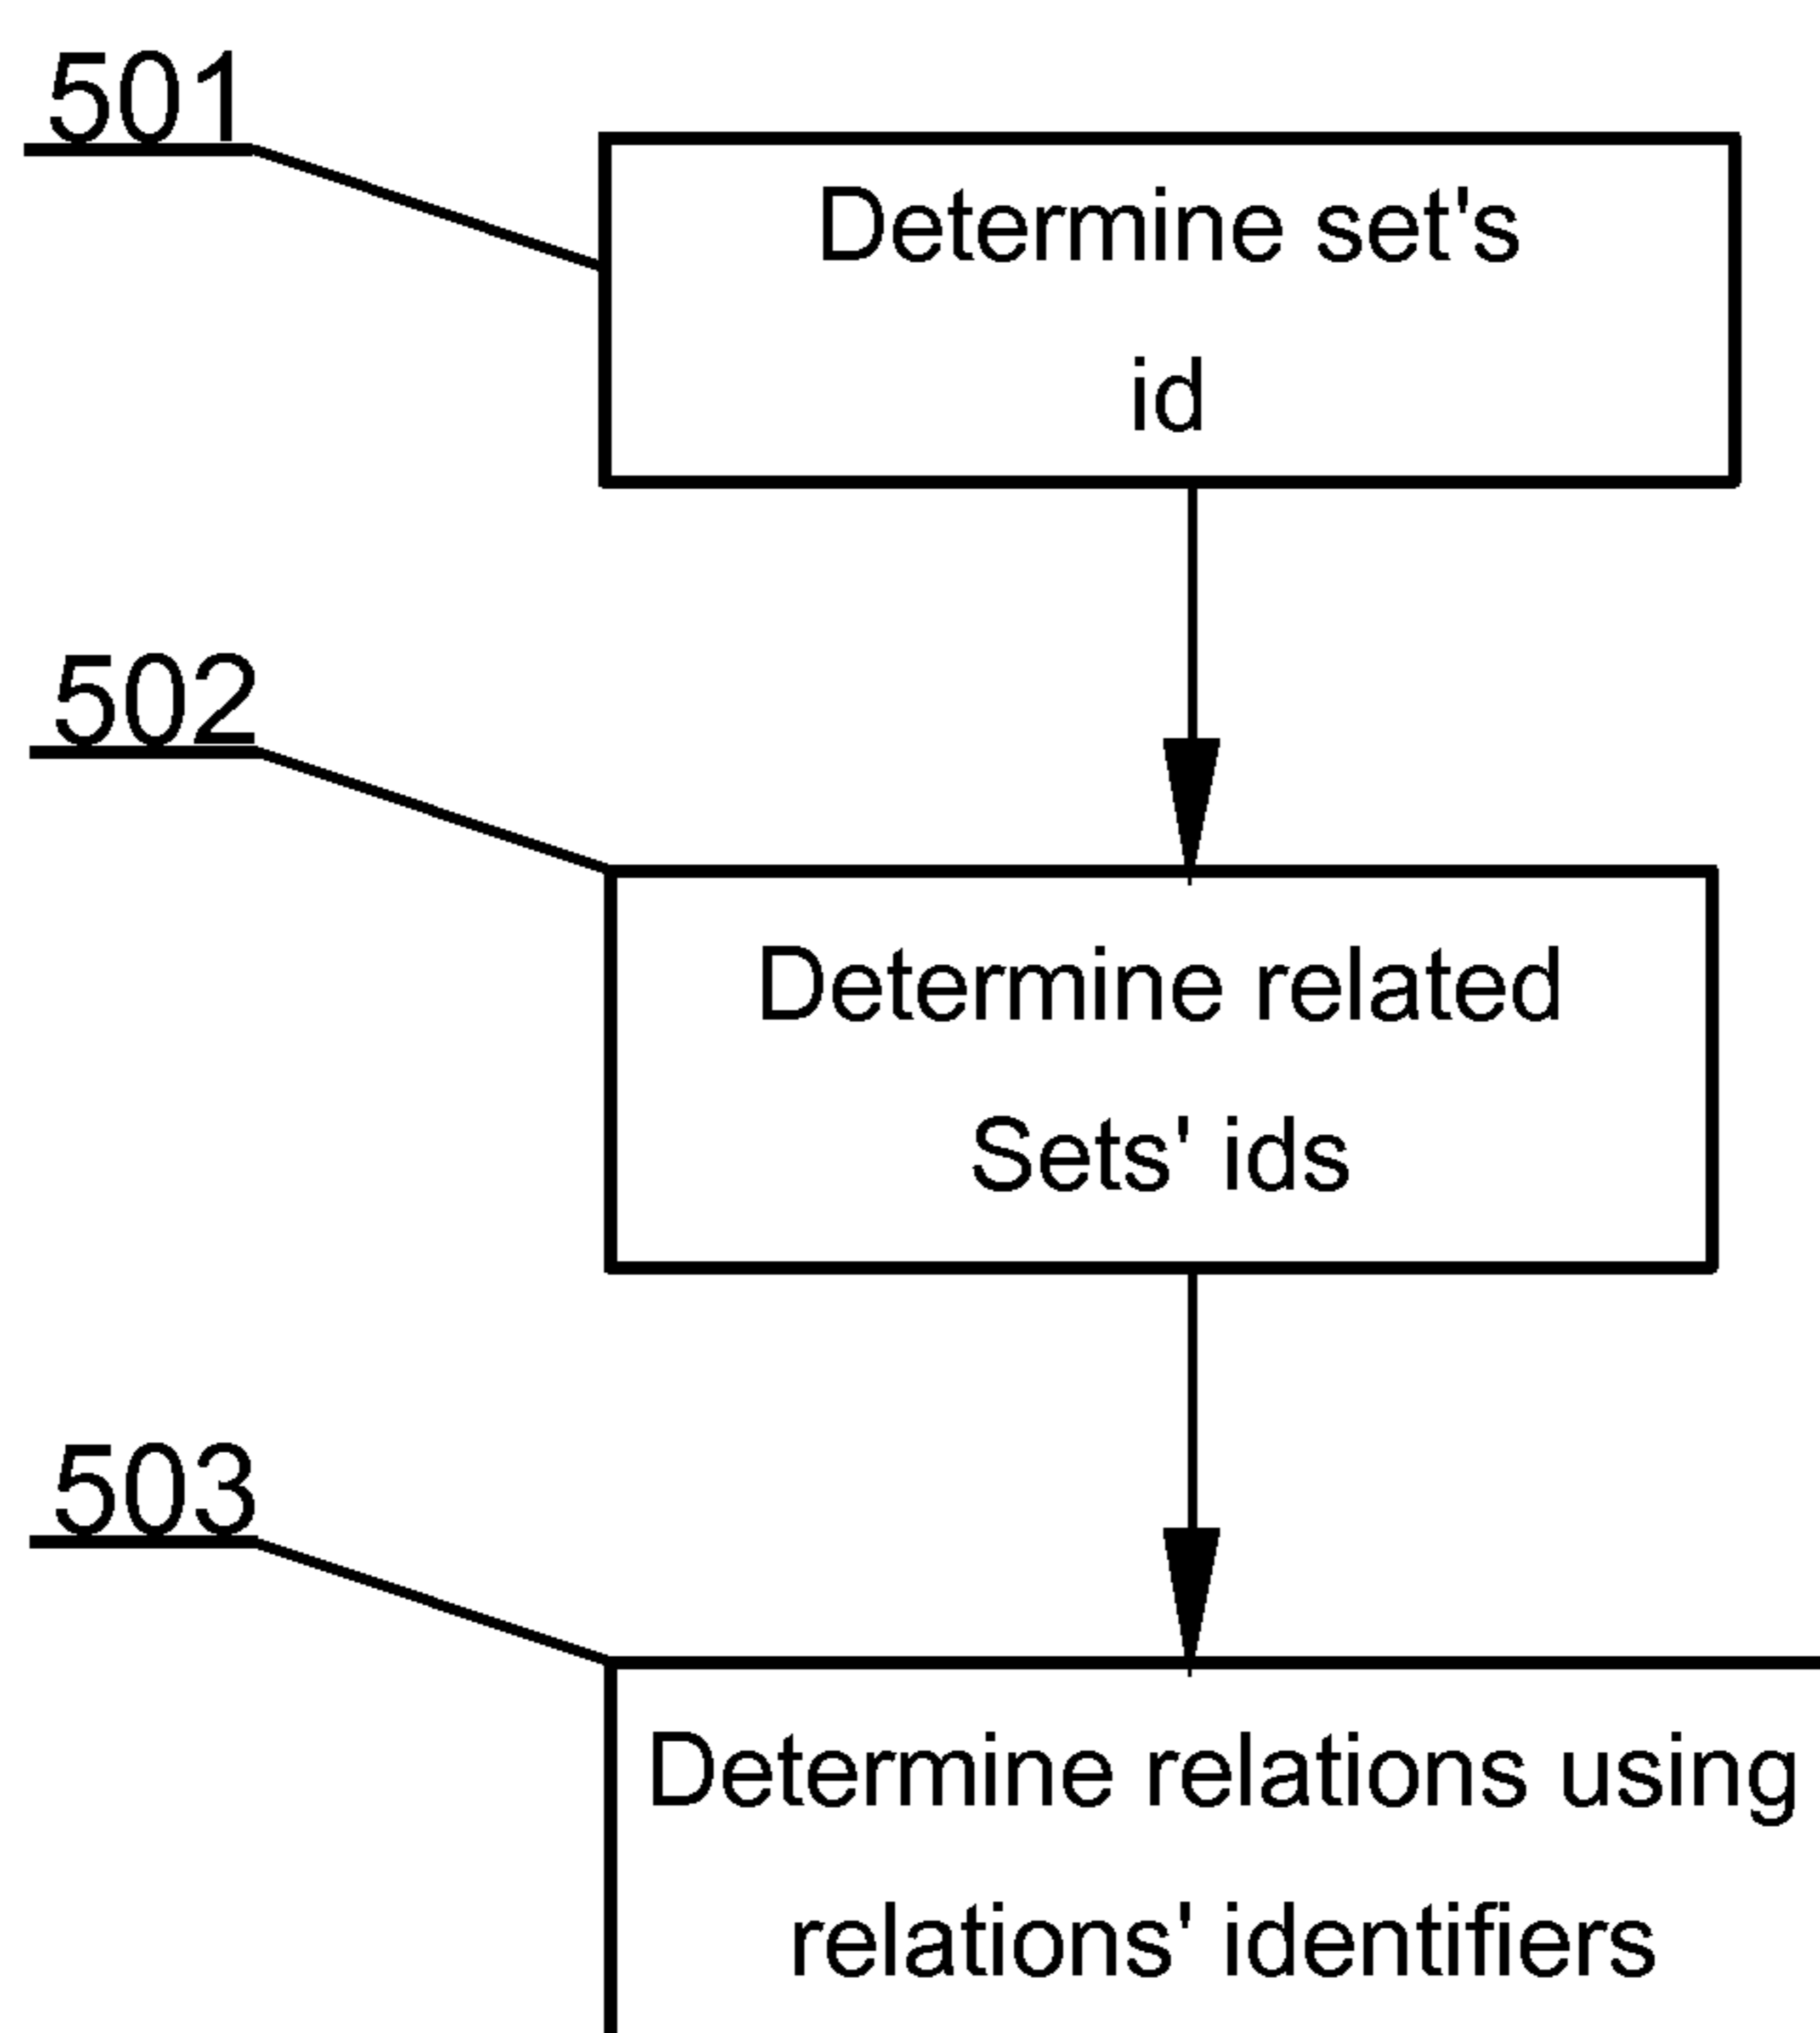 501
Determine set's
id
502
Determine related
Sets' ids
503
Determine relations using
relations' identifiers